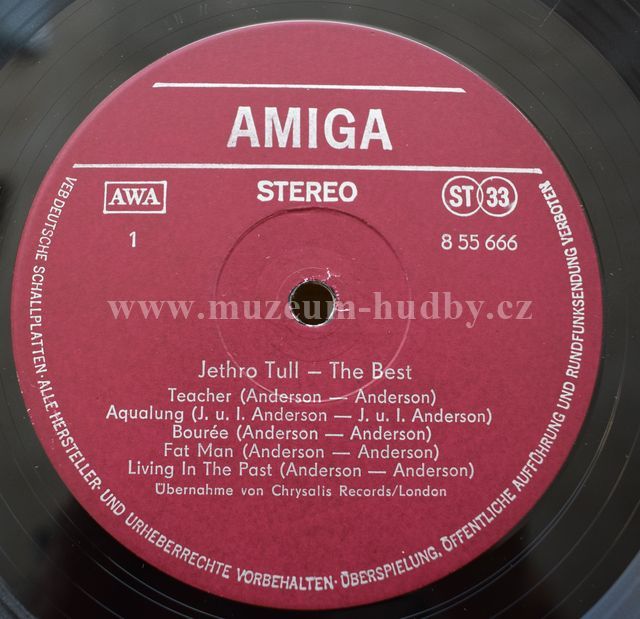 AMIGA
AWA
STEREO
ST 33
1
8 55 666
www.muzeum-hudby.cz
Jethro Tull – The Best
Teacher (Anderson — Anderson)
Aqualung (J. u. I. Anderson — J. u. I. Anderson)
Bourée (Anderson — Anderson)
Fat Man (Anderson — Anderson)
Living In The Past (Anderson — Anderson)
Übernahme von Chrysalis Records/London
VEB DEUTSCHE SCHALLPLATTEN · ALLE HERSTELLER- UND URHEBERRECHTE VORBEHALTEN · ÜBERSPIELUNG, ÖFFENTLICHE AUFFÜHRUNG UND RUNDFUNKSENDUNG VERBOTEN